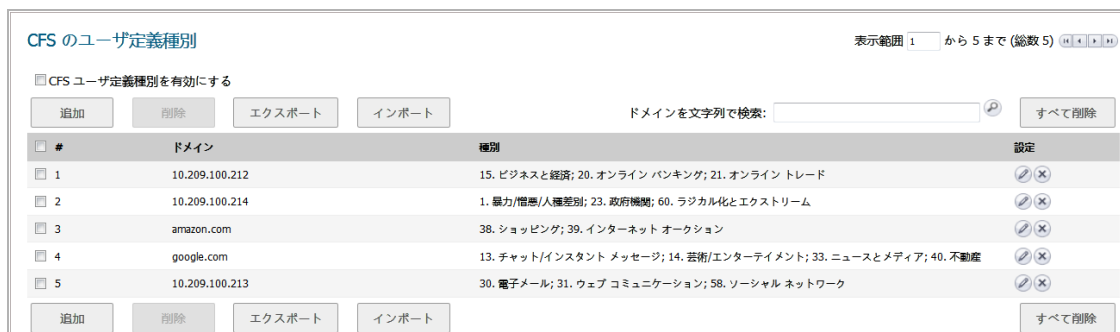 CFS のユーザ定義種別
表示範囲 1 から 5 まで (総数 5)
CFS ユーザ定義種別を有効にする
追加 削除 エクスポート インポート ドメインを文字列で検索: すべて削除
# ドメイン 種別 設定
1 10.209.100.212 15. ビジネスと経済; 20. オンライン バンキング; 21. オンライン トレード
2 10.209.100.214 1. 暴力/憎悪/人種差別; 23. 政府機関; 60. ラジカル化とエクストリーム
3 amazon.com 38. ショッピング; 39. インターネット オークション
4 google.com 13. チャット/インスタント メッセージ; 14. 芸術/エンターテイメント; 33. ニュースとメディア; 40. 不動産
5 10.209.100.213 30. 電子メール; 31. ウェブ コミュニケーション; 58. ソーシャル ネットワーク
追加 削除 エクスポート インポート すべて削除